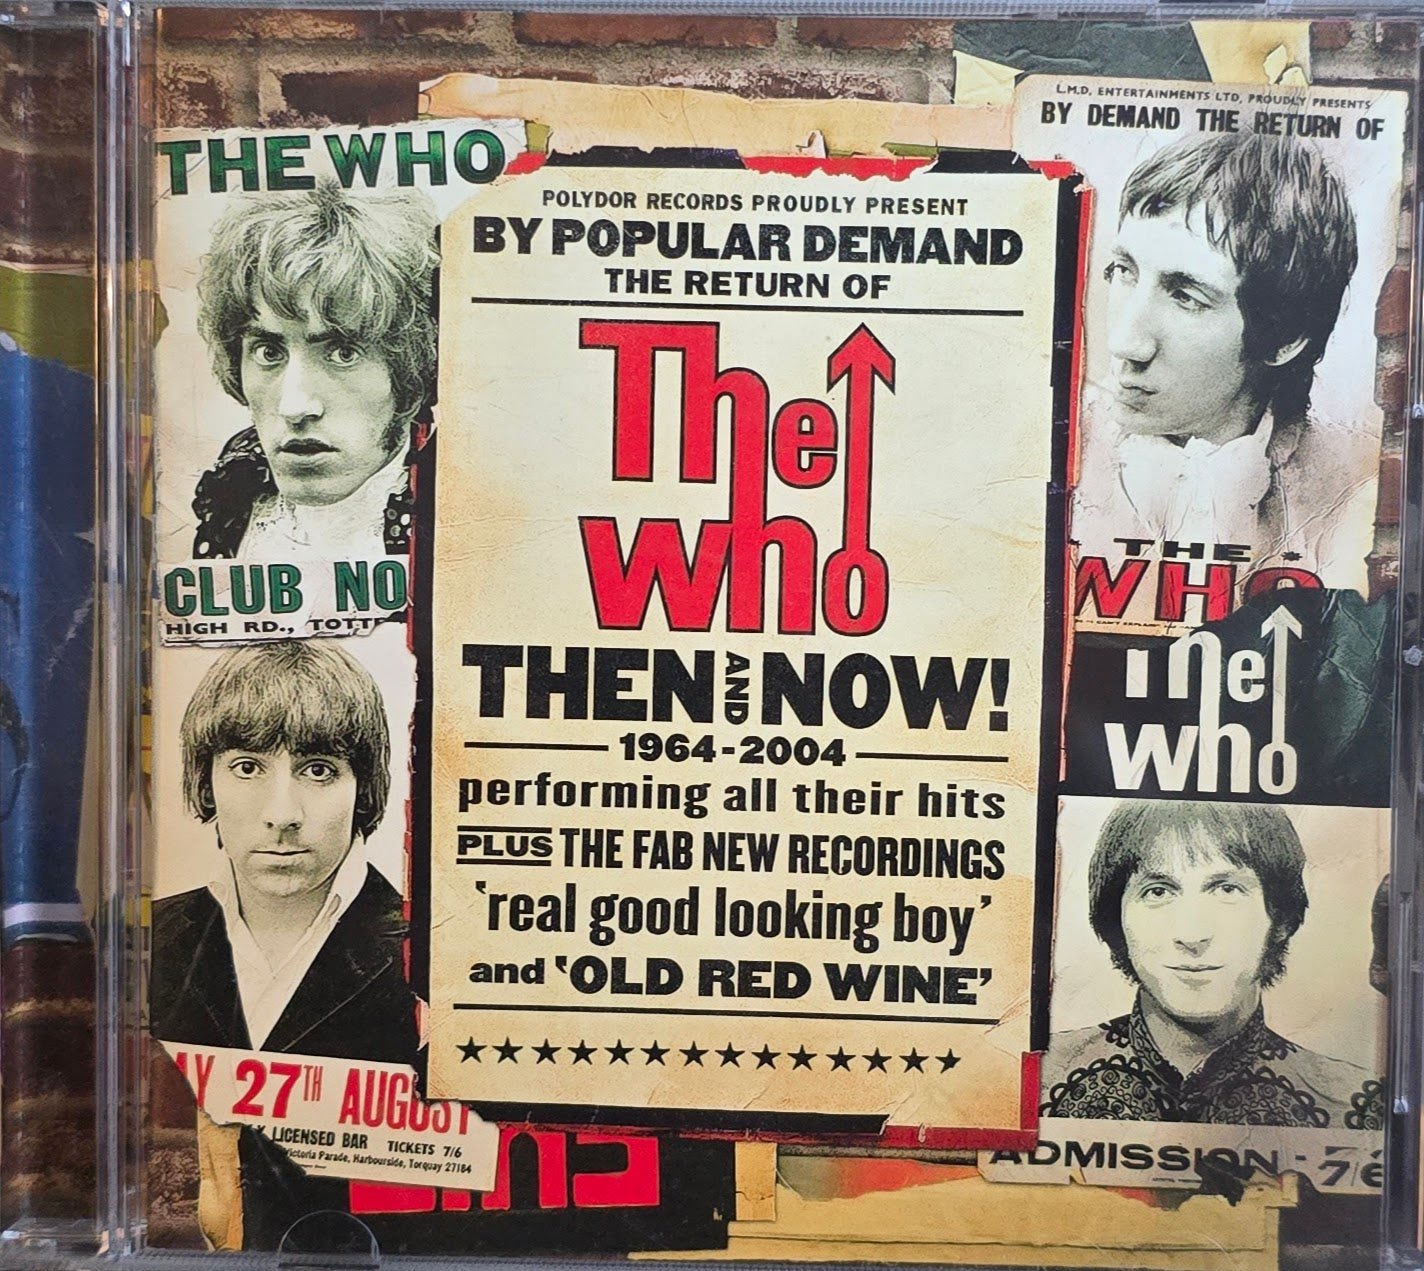 THE WHO
CLUB NO
HIGH RD., TOTTE
27TH AUGUST
LICENSED BAR TICKETS 7/6
Victoria Parade, Harbourside, Torquay 27184
POLYDOR RECORDS PROUDLY PRESENT
BY POPULAR DEMAND
THE RETURN OF
The
who
THEN AND NOW!
1964-2004
performing all their hits
PLUS THE FAB NEW RECORDINGS
'real good looking boy'
and 'OLD RED WINE'
L.M.D. ENTERTAINMENTS LTD, PROUDLY PRESENTS
BY DEMAND THE RETURN OF
THE
WHO
The
who
ADMISSION - 7/6